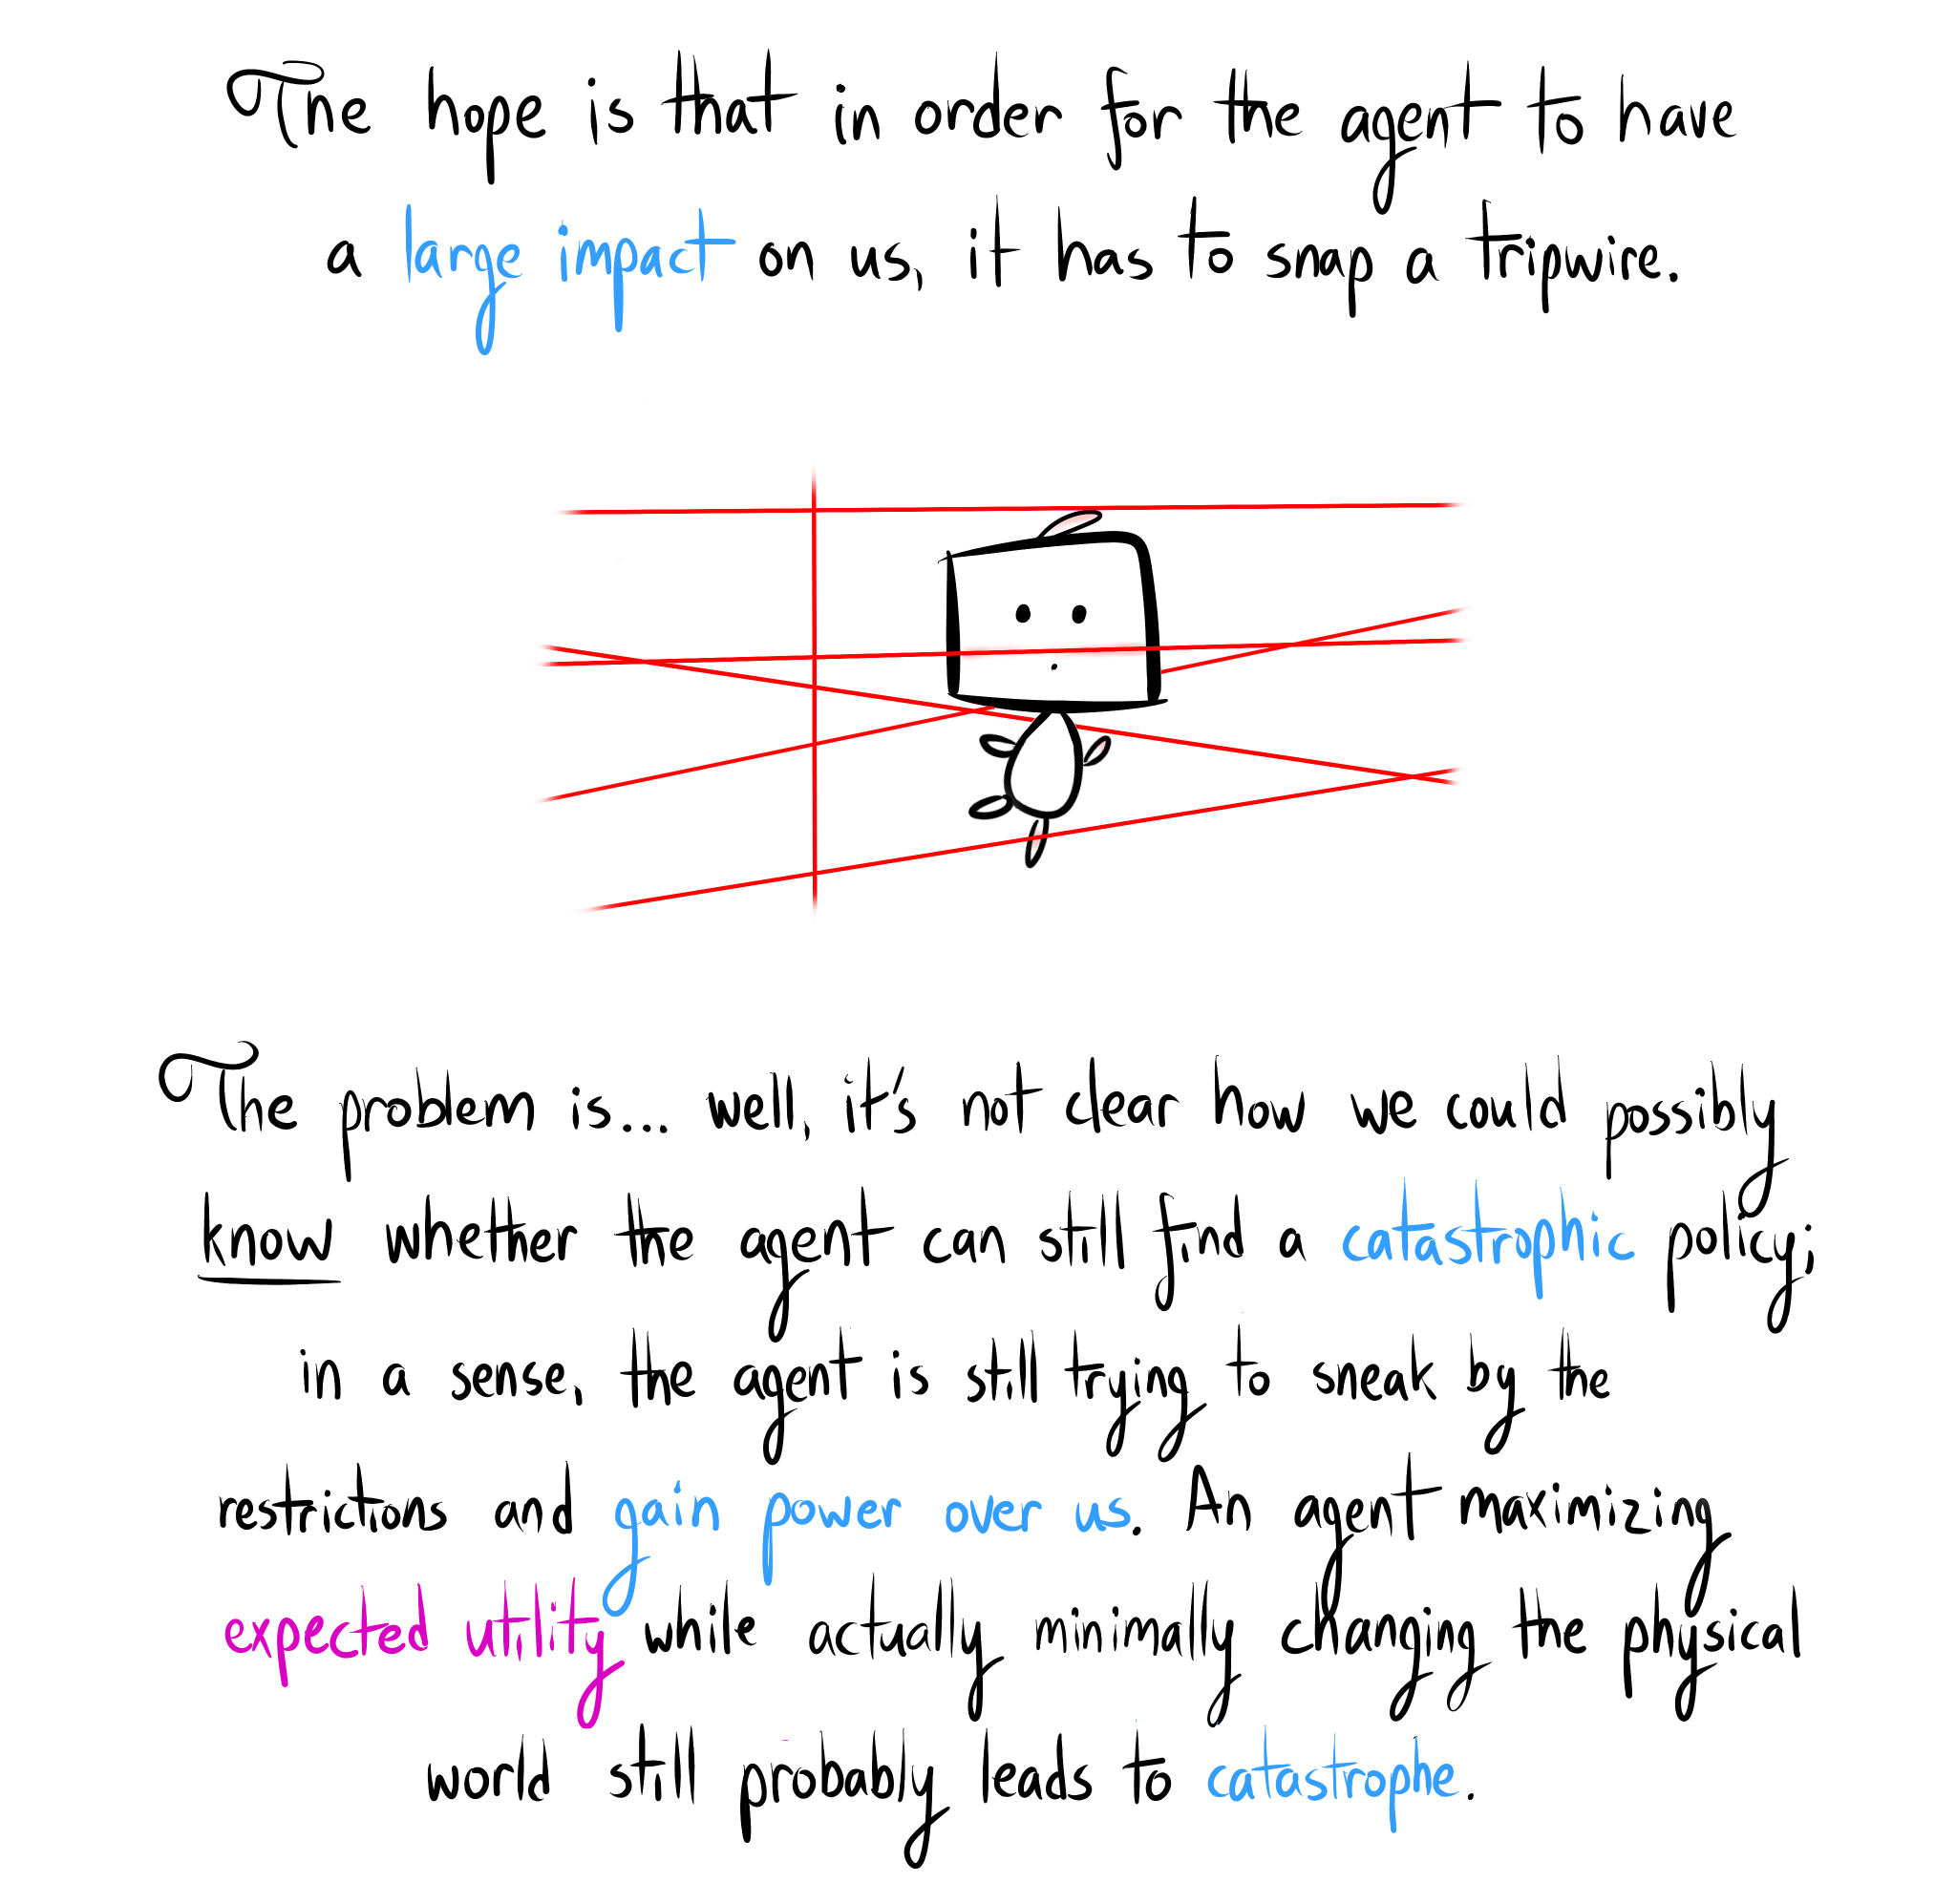 The hope is that in order for the agent to have
a large impact on us, it has to snap a tripwire.
The problem is... well, it's not clear how we could possibly
know whether the agent can still find a catastrophic policy;
in a sense, the agent is still trying to sneak by the
restrictions and gain power over us. An agent maximizing
expected utility while actually minimally changing the physical
world still probably leads to catastrophe.